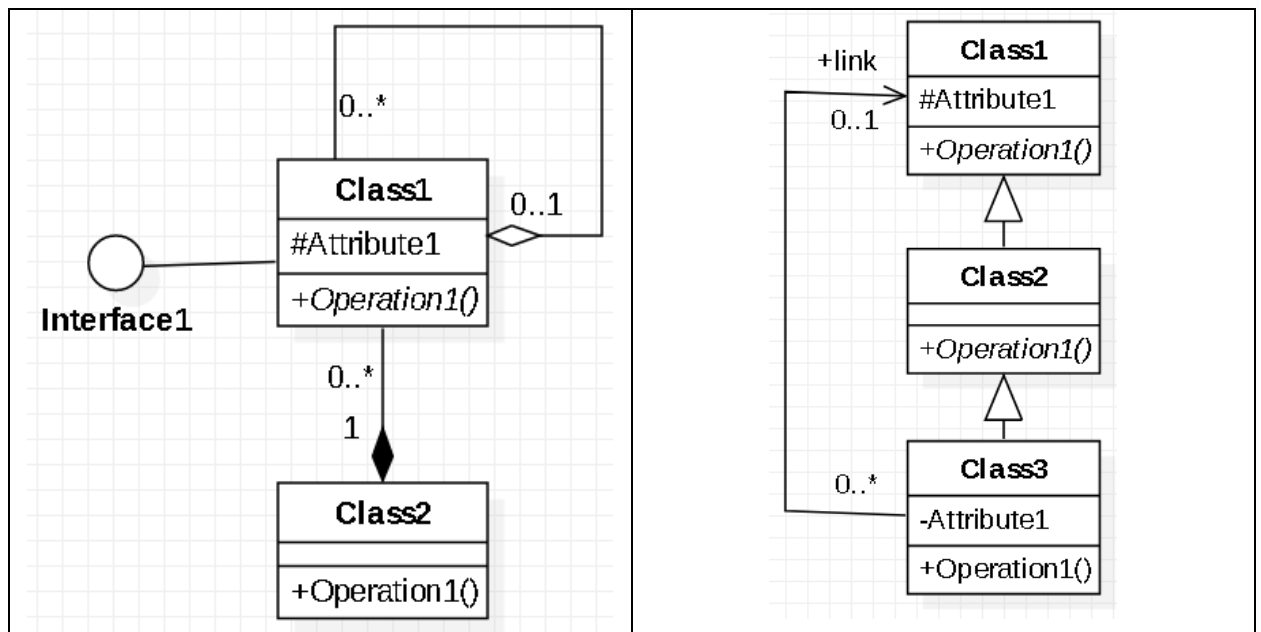 0..*
Class1
0..1
#Attribute1
+Operation1()
Interface1
0..*
1
Class2
+Operation1()
Class1
+link
#Attribute1
0..1
+Operation1()
Class2
+Operation1()
Class3
0..*
-Attribute1
+Operation1()